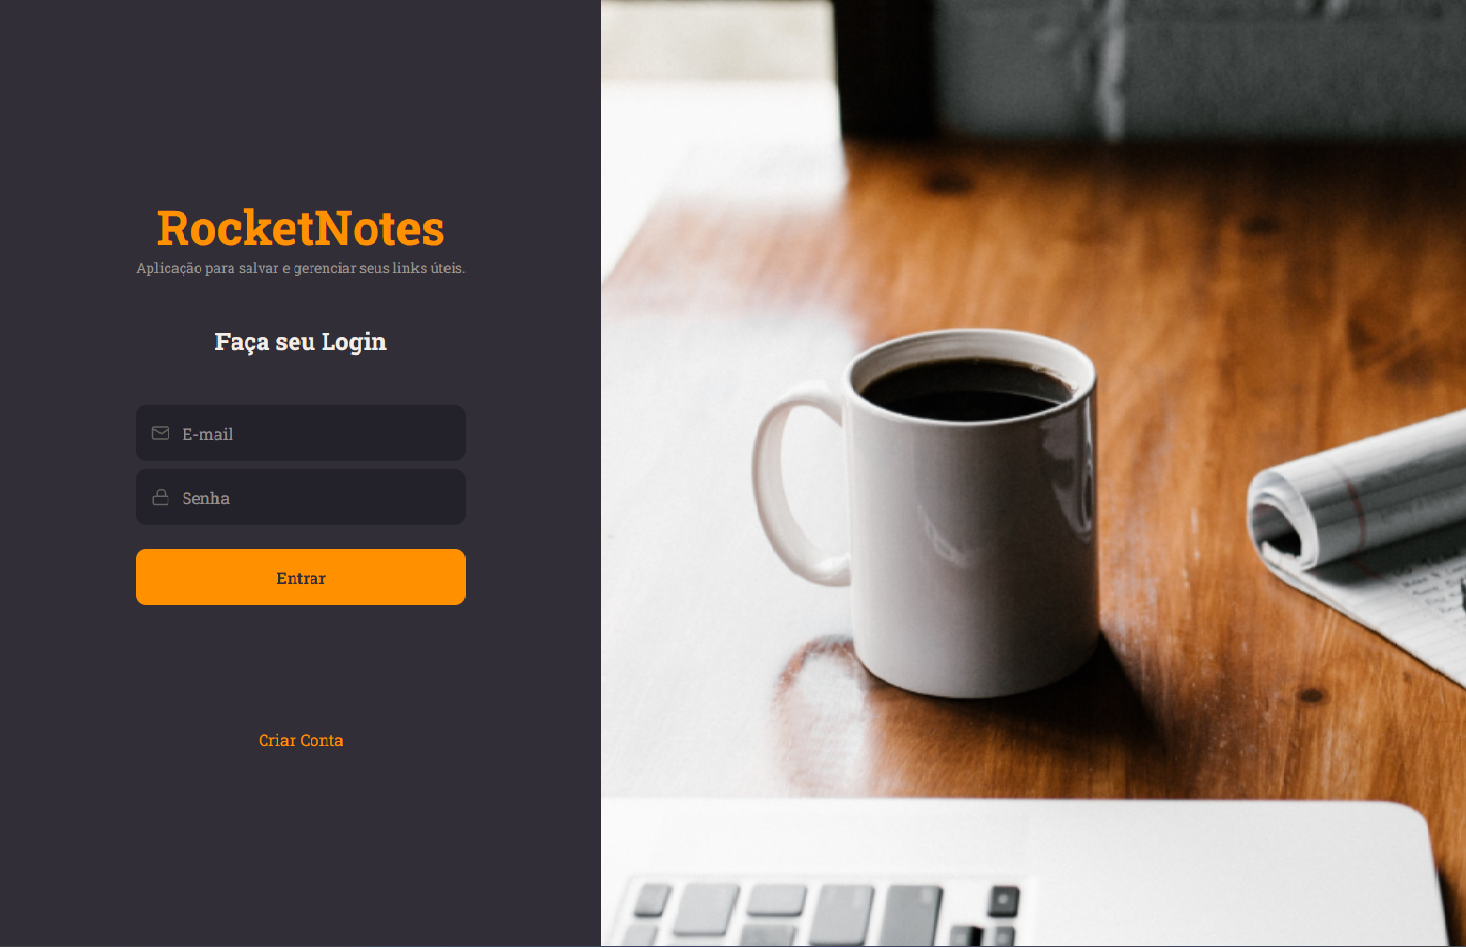 RocketNotes
Aplicação para salvar e gerenciar seus links úteis.
Faça seu Login
E-mail
Senha
Entrar
Criar Conta